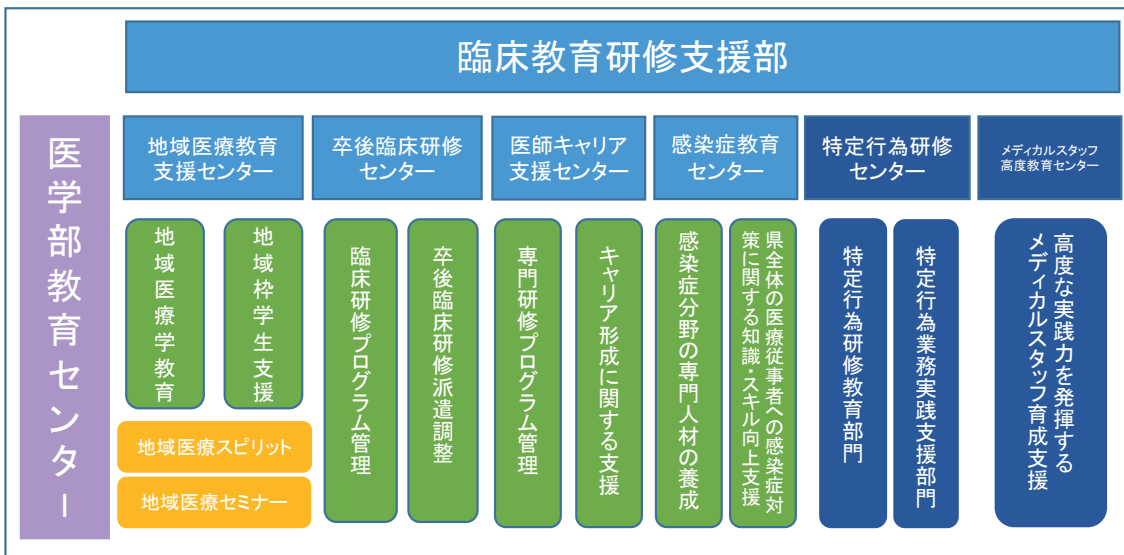 臨床教育研修支援部
医学部教育センター
地域医療教育
支援センター
卒後臨床研修
センター
医師キャリア
支援センター
感染症教育
センター
特定行為研修
センター
メディカルスタッフ
高度教育センター
地域医療学教育
地域枠学生支援
地域医療スピリット
地域医療セミナー
臨床研修プログラム管理
卒後臨床研修派遣調整
専門研修プログラム管理
キャリア形成に関する支援
感染症分野の専門人材の養成
県全体の医療従事者への感染症対
策に関する知識・スキル向上支援
特定行為研修教育部門
特定行為業務実践支援部門
高度な実践力を発揮する
メディカルスタッフ育成支援